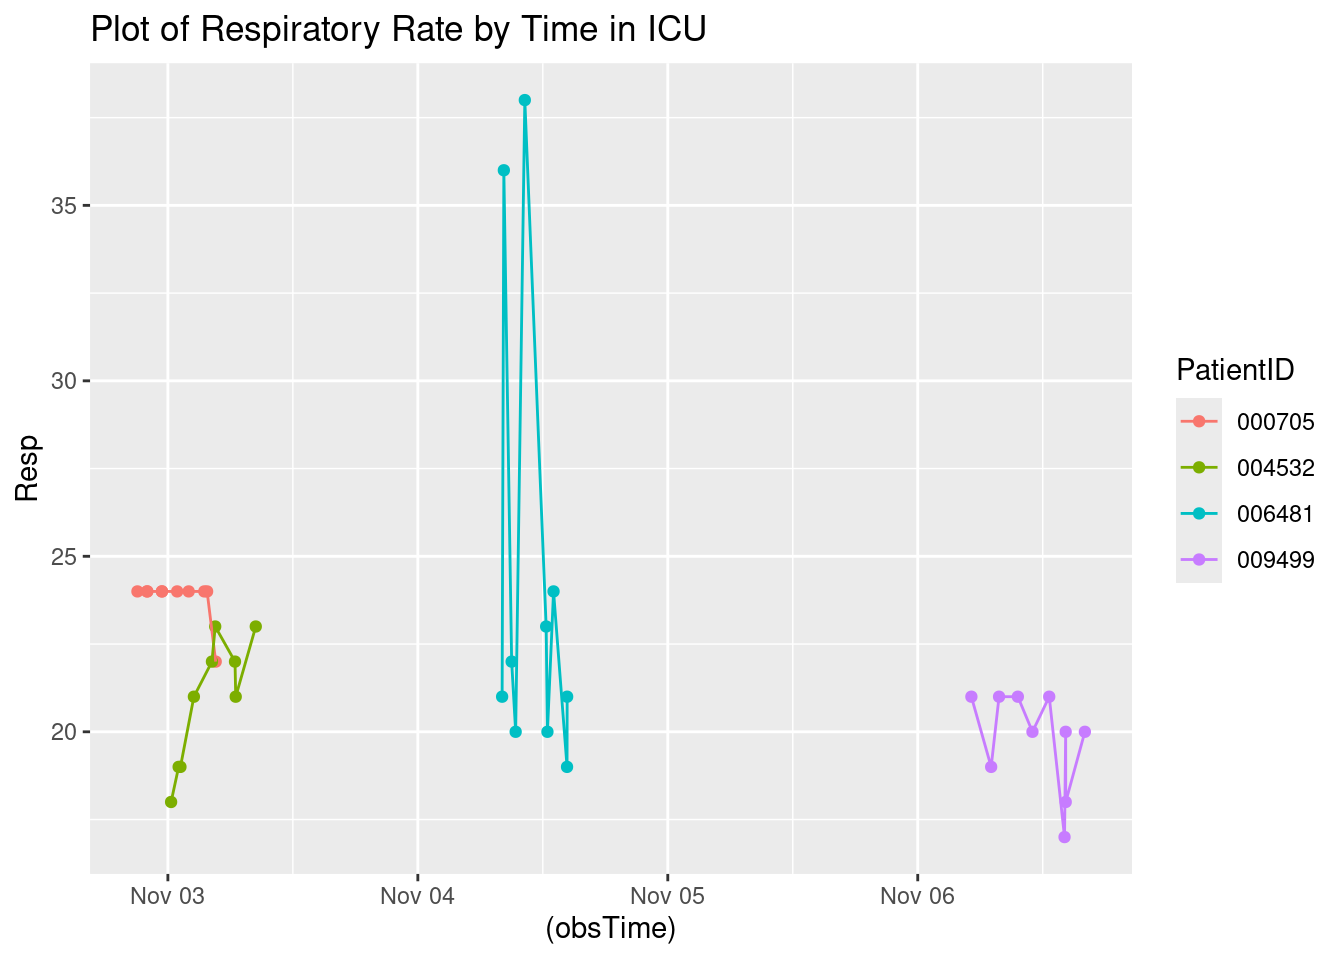 Plot of Respiratory Rate by Time in ICU
Resp
35
30
25
20
Nov 03
Nov 04
Nov 05
Nov 06
(obsTime)
PatientID
000705
004532
006481
009499